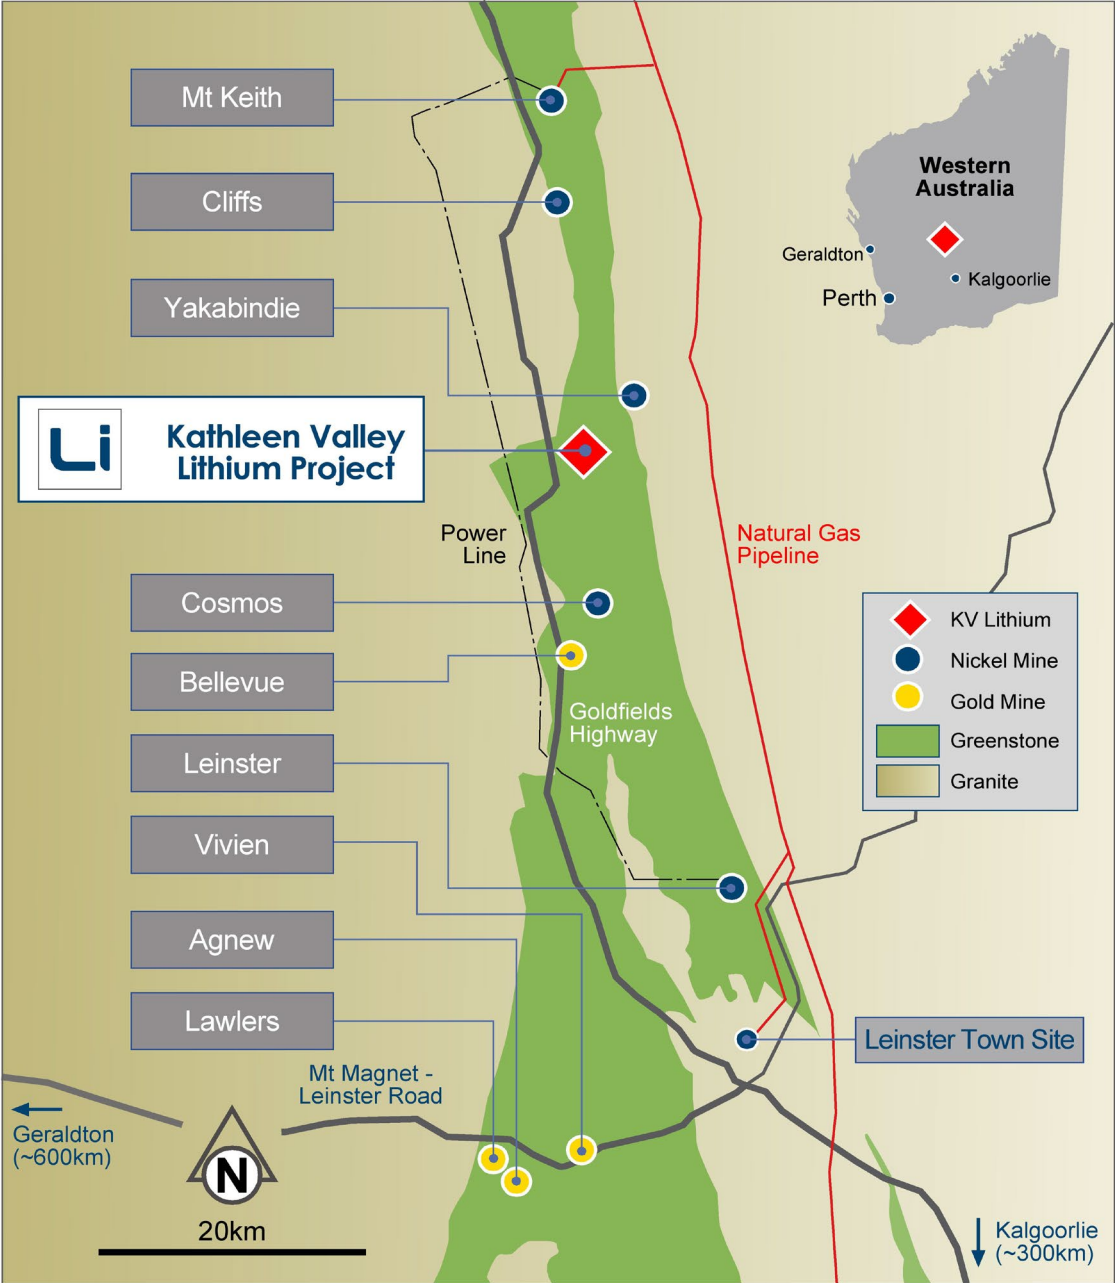 Mt Keith
Cliffs
Yakabindie
Li
Kathleen Valley
Lithium Project
Cosmos
Bellevue
Leinster
Vivien
Agnew
Lawlers
Western
Australia
Geraldton
Kalgoorlie
Perth
Power
Line
Natural Gas
Pipeline
KV Lithium
Nickel Mine
Gold Mine
Greenstone
Granite
Goldfields
Highway
Leinster Town Site
Mt Magnet -
Leinster Road
Geraldton
(~600km)
N
20km
Kalgoorlie
(~300km)